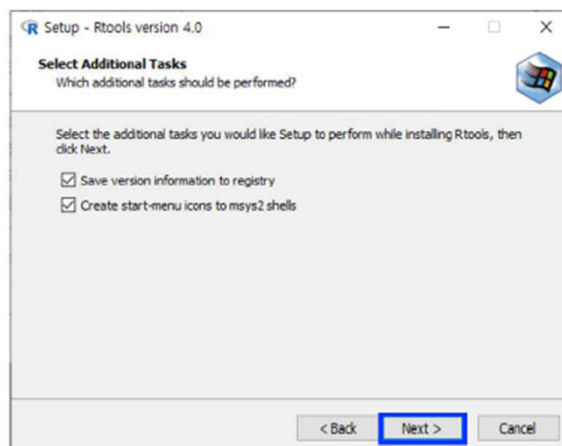 Setup - Rtools version 4.0
Select Additional Tasks
Which additional tasks should be performed?
Select the additional tasks you would like Setup to perform while installing Rtools, then
click Next.
Save version information to registry
Create start-menu icons to msys2 shells
< Back
Next >
Cancel